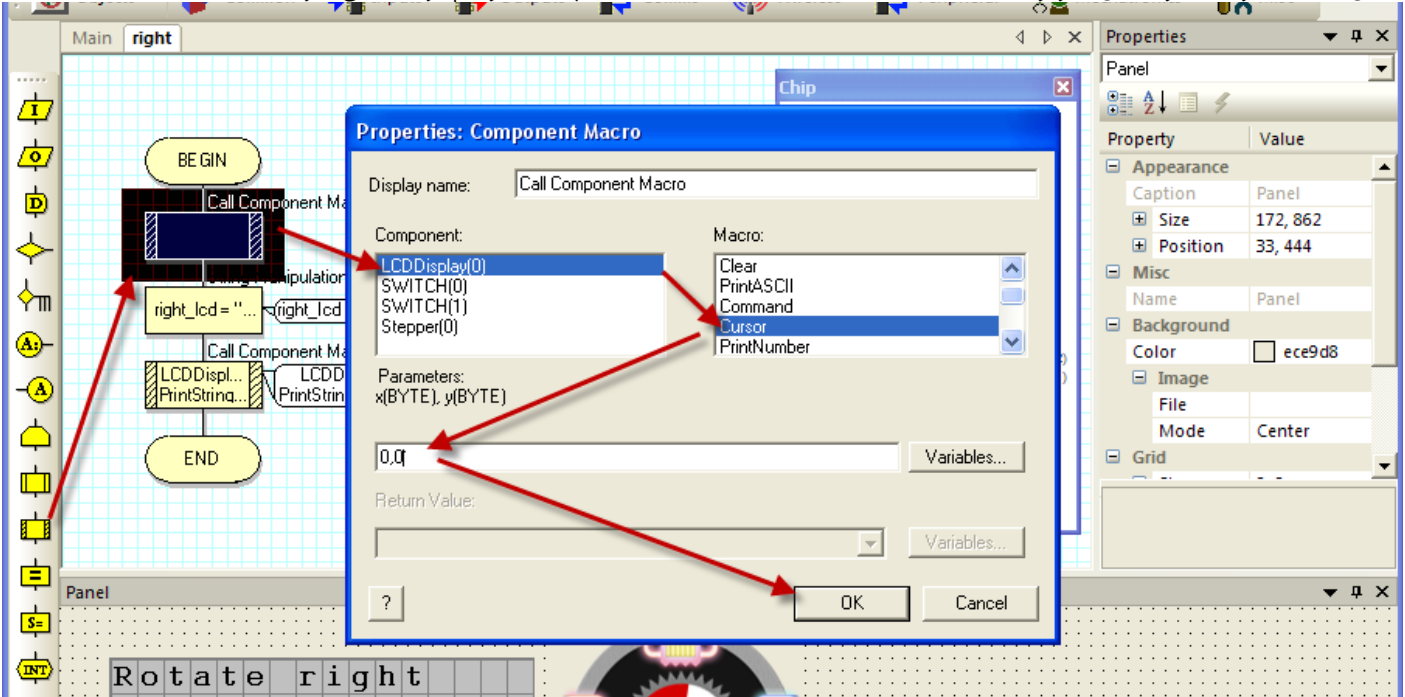 Main right
Properties
Panel
Chip
Property Value
Appearance
Caption Panel
Size 172, 862
Position 33, 444
Misc
Name Panel
Background
Color ece9d8
Image
File
Mode Center
Grid
I
O
D
m
A:
A
=
S=
INT
BEGIN
Call Component Ma
right_lcd = "... right_lcd
Call Component Ma
LCDDispl... LCDD
PrintString... PrintStrin
END
Properties: Component Macro
Display name: Call Component Macro
Component: Macro:
LCDDisplay(0)
SWITCH(0)
SWITCH(1)
Stepper(0)
Clear
PrintASCII
Command
Cursor
PrintNumber
Parameters:
x(BYTE), y(BYTE)
0,0 Variables...
Return Value:
Variables...
? OK Cancel
Panel
Rotate right